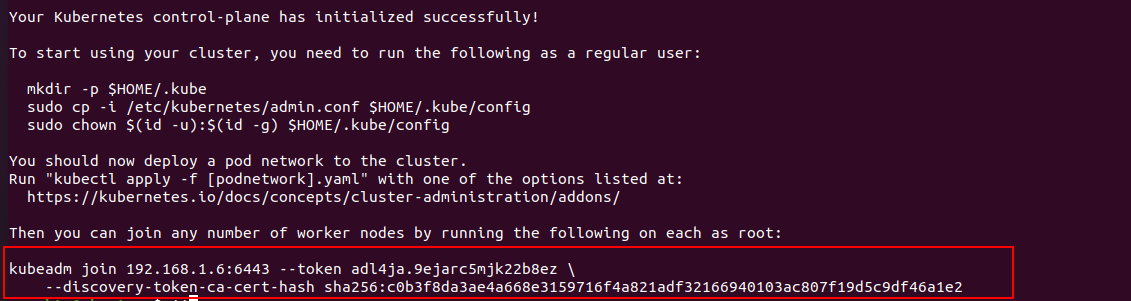 Your Kubernetes control-plane has initialized successfully!
To start using your cluster, you need to run the following as a regular user:
mkdir -p $HOME/.kube
sudo cp -i /etc/kubernetes/admin.conf $HOME/.kube/config
sudo chown $(id -u):$(id -g) $HOME/.kube/config
You should now deploy a pod network to the cluster.
Run "kubectl apply -f [podnetwork].yaml" with one of the options listed at:
https://kubernetes.io/docs/concepts/cluster-administration/addons/
Then you can join any number of worker nodes by running the following on each as root:
kubeadm join 192.168.1.6:6443 --token adl4ja.9ejarc5mjk22b8ez \
--discovery-token-ca-cert-hash sha256:c0b3f8da3ae4a668e3159716f4a821adf32166940103ac807f19d5c9df46a1e2